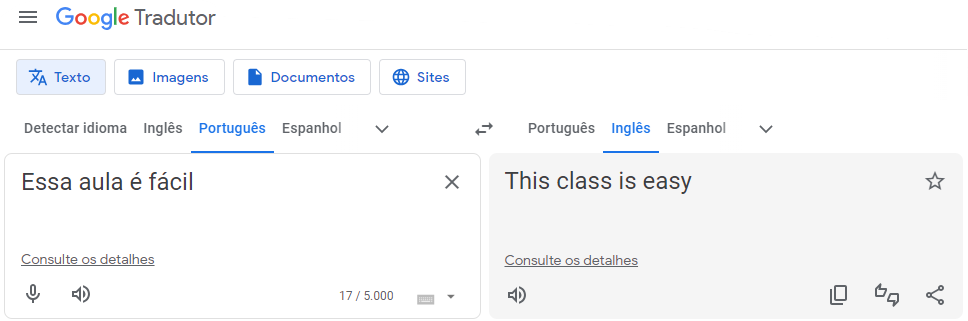 Google Tradutor
Texto Imagens Documentos Sites
Detectar idioma Inglês Português Espanhol Português Inglês Espanhol
Essa aula é fácil
This class is easy
Consulte os detalhes
Consulte os detalhes
17 / 5.000